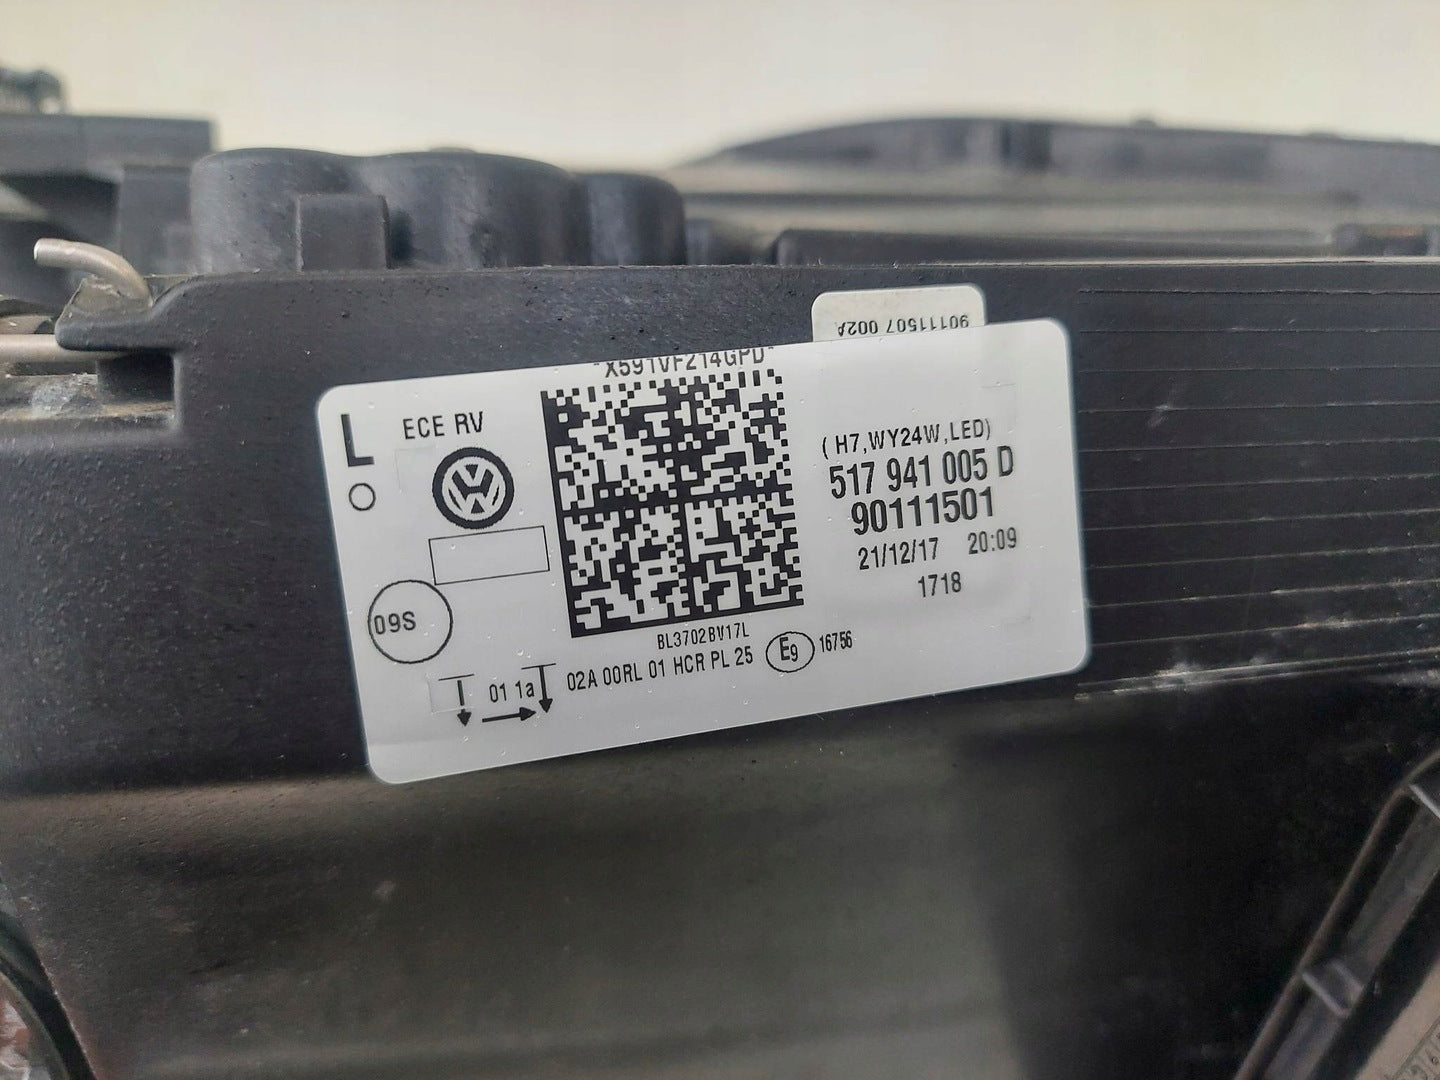 90111507 002A
*X591VF214GPD*
L
ECE RV
(H7,WY24W,LED)
517 941 005 D
90111501
21/12/17 20:09
1718
09S
BL3702BV17L
01 1a
02A 00RL 01 HCR PL 25 E9 16756